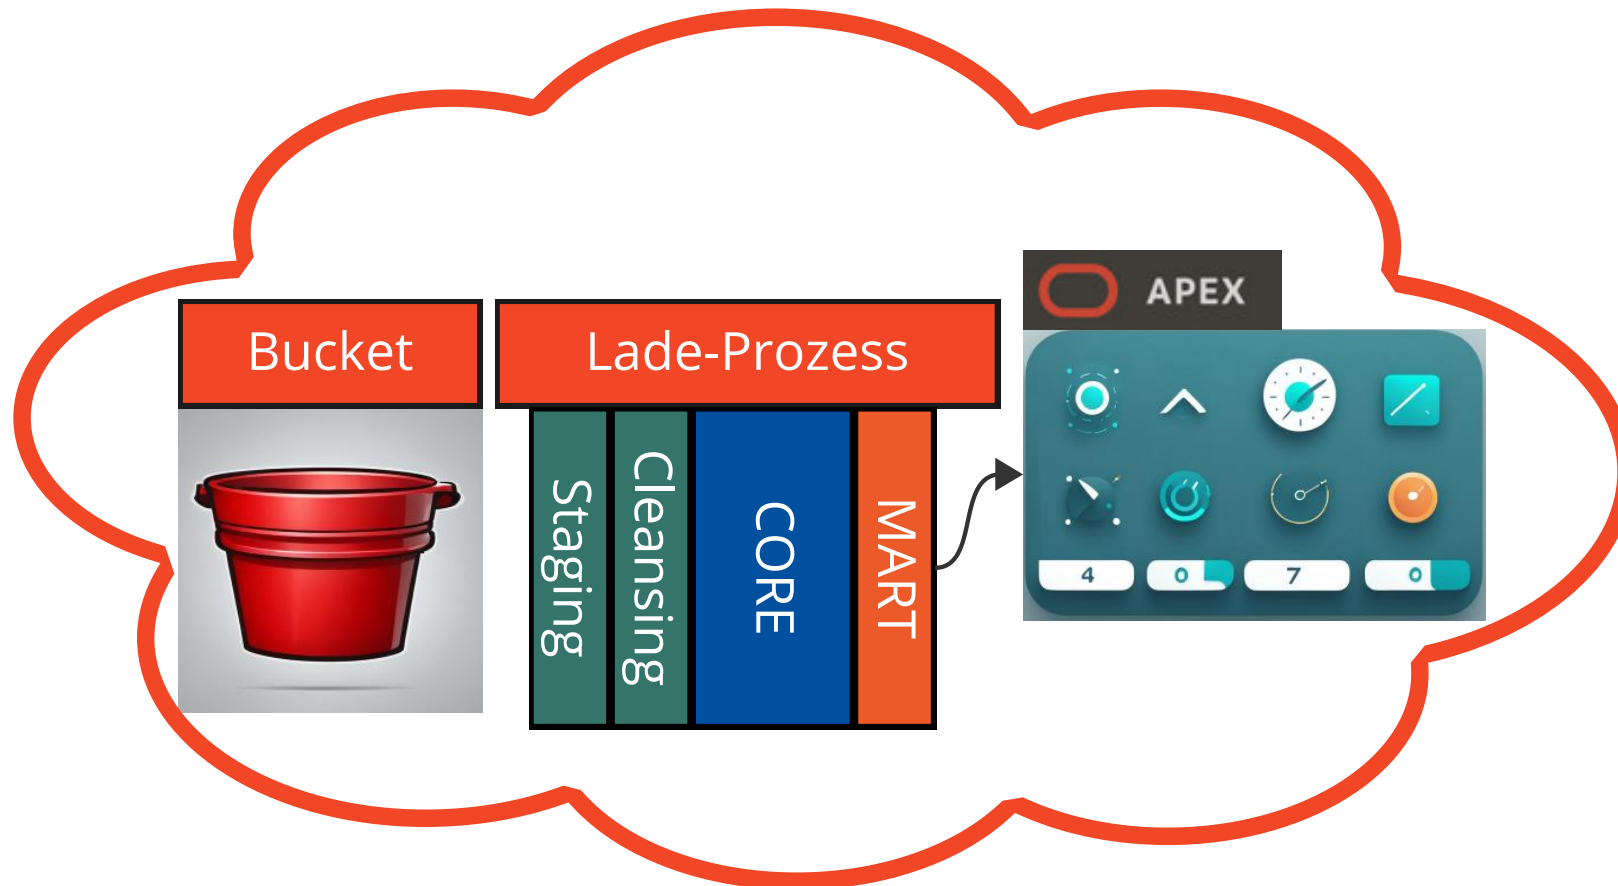 Bucket
Lade-Prozess
APEX
Staging
Cleansing
CORE
MART
4
0
7
0